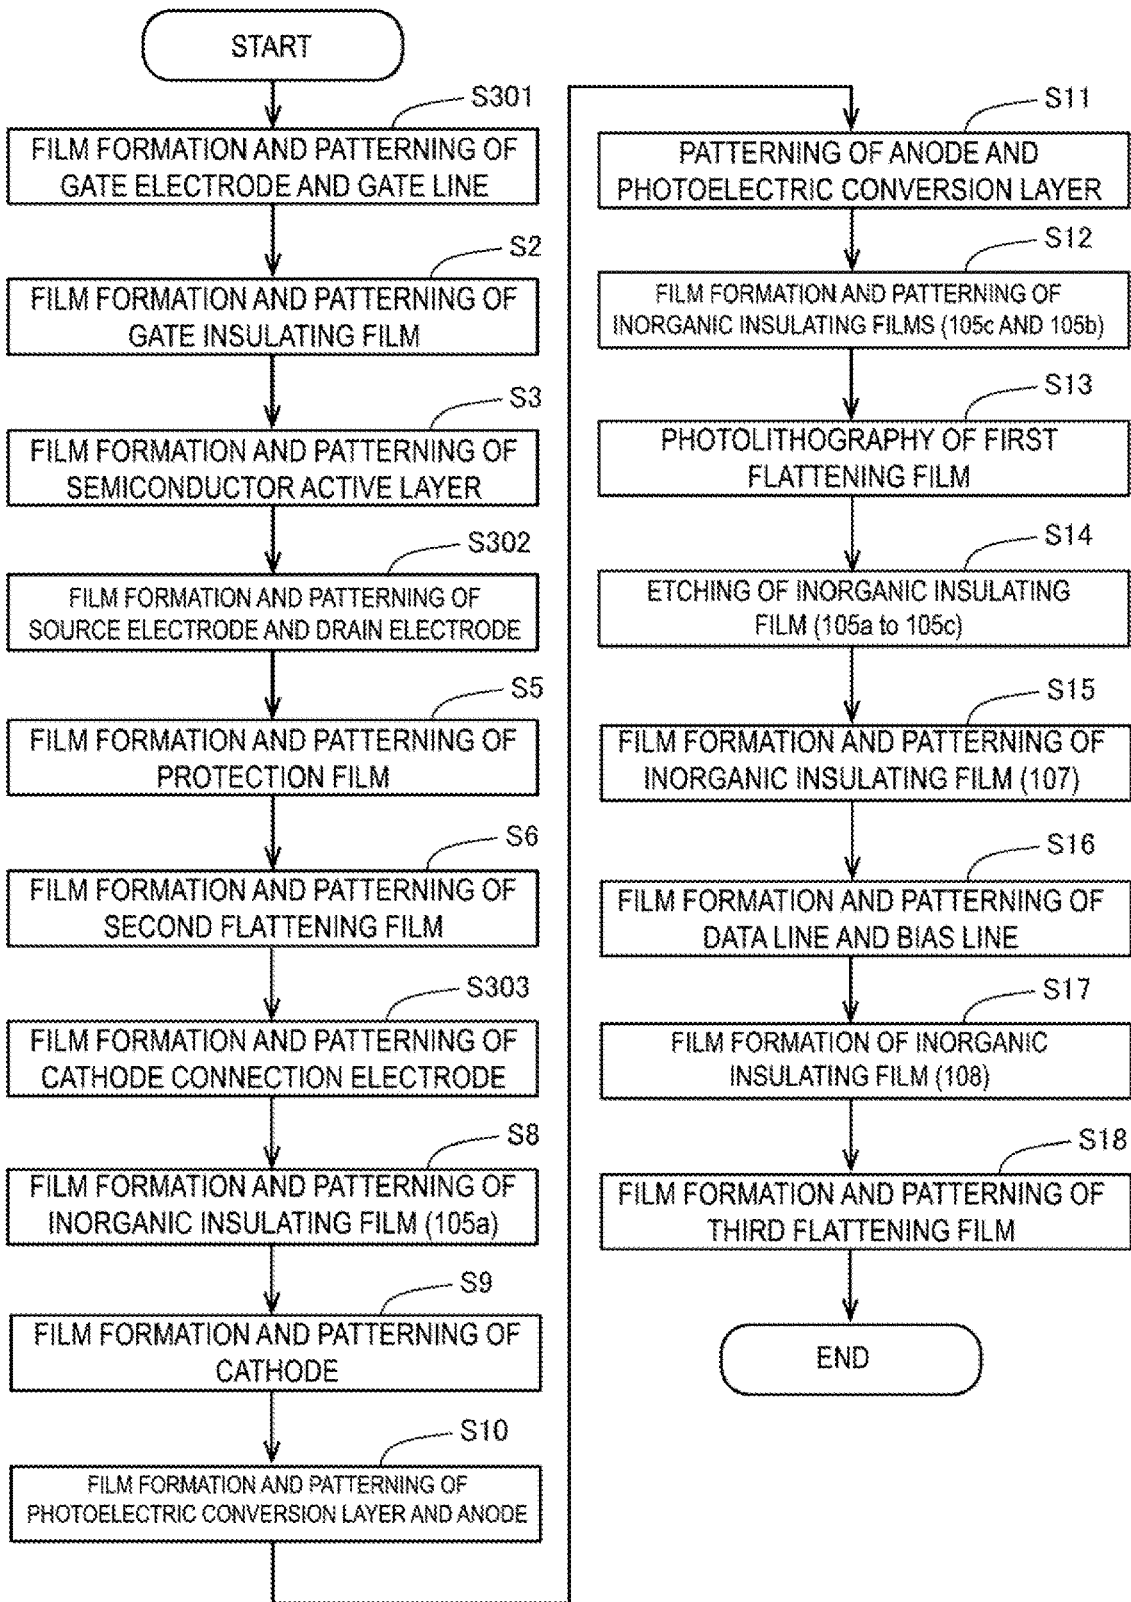 START
S301
FILM FORMATION AND PATTERNING OF
GATE ELECTRODE AND GATE LINE
S2
FILM FORMATION AND PATTERNING OF
GATE INSULATING FILM
S3
FILM FORMATION AND PATTERNING OF
SEMICONDUCTOR ACTIVE LAYER
S302
FILM FORMATION AND PATTERNING OF
SOURCE ELECTRODE AND DRAIN ELECTRODE
S5
FILM FORMATION AND PATTERNING OF
PROTECTION FILM
S6
FILM FORMATION AND PATTERNING OF
SECOND FLATTENING FILM
S303
FILM FORMATION AND PATTERNING OF
CATHODE CONNECTION ELECTRODE
S8
FILM FORMATION AND PATTERNING OF
INORGANIC INSULATING FILM (105a)
S9
FILM FORMATION AND PATTERNING OF
CATHODE
S10
FILM FORMATION AND PATTERNING OF
PHOTOELECTRIC CONVERSION LAYER AND ANODE
S11
PATTERNING OF ANODE AND
PHOTOELECTRIC CONVERSION LAYER
S12
FILM FORMATION AND PATTERNING OF
INORGANIC INSULATING FILMS (105c AND 105b)
S13
PHOTOLITHOGRAPHY OF FIRST
FLATTENING FILM
S14
ETCHING OF INORGANIC INSULATING
FILM (105a to 105c)
S15
FILM FORMATION AND PATTERNING OF
INORGANIC INSULATING FILM (107)
S16
FILM FORMATION AND PATTERNING OF
DATA LINE AND BIAS LINE
S17
FILM FORMATION OF INORGANIC
INSULATING FILM (108)
S18
FILM FORMATION AND PATTERNING OF
THIRD FLATTENING FILM
END